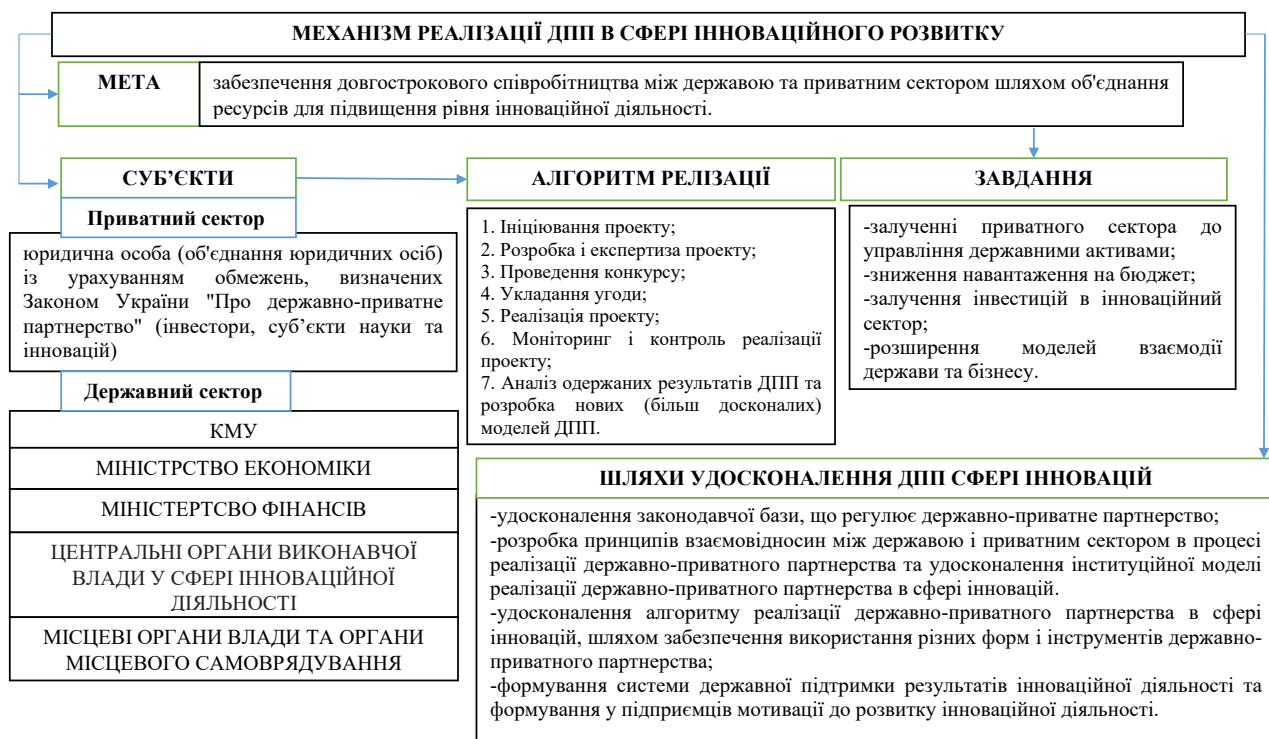 МЕХАНІЗМ РЕАЛІЗАЦІЇ ДПП В СФЕРІ ІННОВАЦІЙНОГО РОЗВИТКУ
МЕТА
забезпечення довгострокового співробітництва між державою та приватним сектором шляхом об'єднання
ресурсів для підвищення рівня інноваційної діяльності.
СУБ’ЄКТИ
Приватний сектор
юридична особа (об'єднання юридичних осіб)
із урахуванням обмежень, визначених
Законом України "Про державно-приватне
партнерство" (інвестори, суб’єкти науки та
інновацій)
Державний сектор
КМУ
МІНІСТРСТВО ЕКОНОМІКИ
МІНІСТЕРТСВО ФІНАНСІВ
ЦЕНТРАЛЬНІ ОРГАНИ ВИКОНАВЧОЇ
ВЛАДИ У СФЕРІ ІННОВАЦІЙНОЇ
ДІЯЛЬНОСТІ
МІСЦЕВІ ОРГАНИ ВЛАДИ ТА ОРГАНИ
МІСЦЕВОГО САМОВРЯДУВАННЯ
АЛГОРИТМ РЕЛІЗАЦІЇ
1. Ініціювання проекту;
2. Розробка і експертиза проекту;
3. Проведення конкурсу;
4. Укладання угоди;
5. Реалізація проекту;
6. Моніторинг і контроль реалізації
проекту;
7. Аналіз одержаних результатів ДПП та
розробка нових (більш досконалих)
моделей ДПП.
ЗАВДАННЯ
-залученні приватного сектора до
управління державними активами;
-зниження навантаження на бюджет;
-залучення інвестицій в інноваційний
сектор;
-розширення моделей взаємодії
держави та бізнесу.
ШЛЯХИ УДОСКОНАЛЕННЯ ДПП СФЕРІ ІННОВАЦІЙ
-удосконалення законодавчої бази, що регулює державно-приватне партнерство;
-розробка принципів взаємовідносин між державою і приватним сектором в процесі
реалізації державно-приватного партнерства та удосконалення інституційної моделі
реалізації державно-приватного партнерства в сфері інновацій.
-удосконалення алгоритму реалізації державно-приватного партнерства в сфері
інновацій, шляхом забезпечення використання різних форм і інструментів державно-
приватного партнерства;
-формування системи державної підтримки результатів інноваційної діяльності та
формування у підприємців мотивації до розвитку інноваційної діяльності.